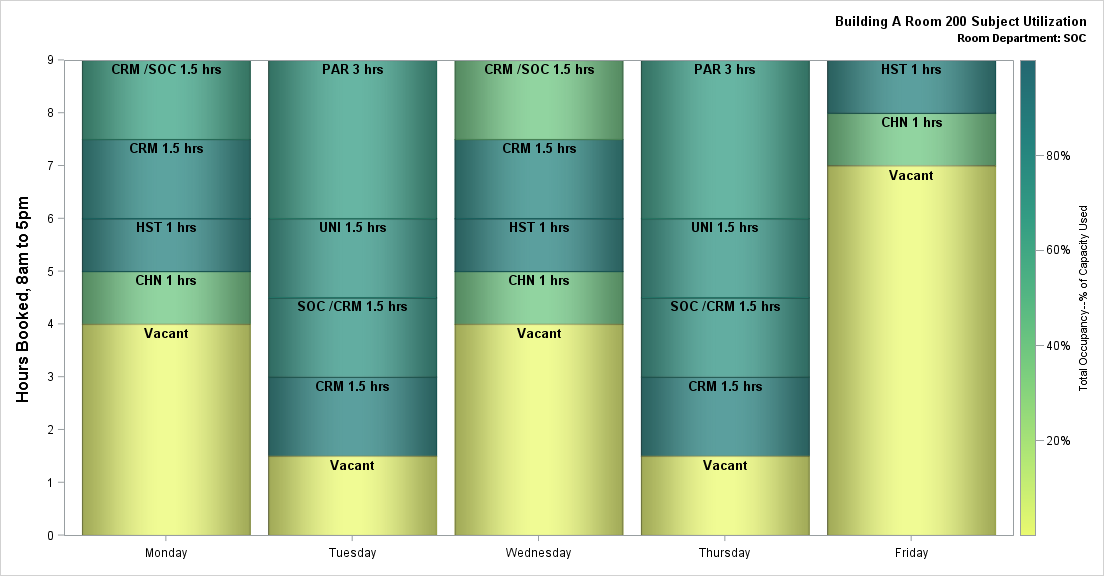 Building A Room 200 Subject Utilization
Room Department: SOC
Hours Booked, 8am to 5pm
9
8
7
6
5
4
3
2
1
0
CRM /SOC 1.5 hrs
CRM 1.5 hrs
HST 1 hrs
CHN 1 hrs
Vacant
Monday
PAR 3 hrs
UNI 1.5 hrs
SOC /CRM 1.5 hrs
CRM 1.5 hrs
Vacant
Tuesday
CRM /SOC 1.5 hrs
CRM 1.5 hrs
HST 1 hrs
CHN 1 hrs
Vacant
Wednesday
PAR 3 hrs
UNI 1.5 hrs
SOC /CRM 1.5 hrs
CRM 1.5 hrs
Vacant
Thursday
HST 1 hrs
CHN 1 hrs
Vacant
Friday
80%
60%
40%
20%
Total Occupancy--% of Capacity Used